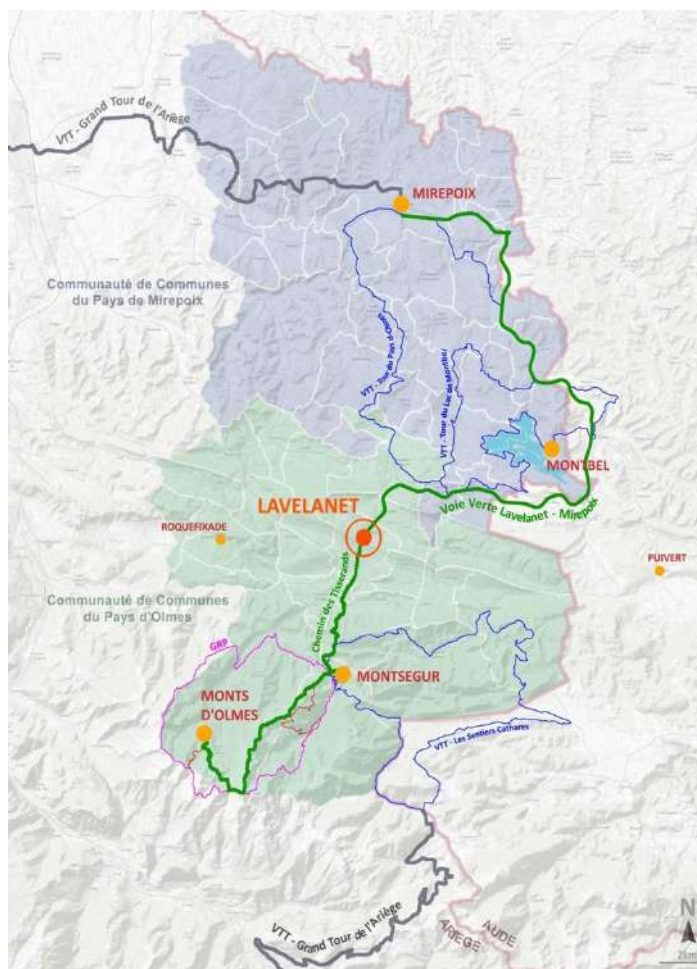 VTT - Grand Tour de l'Ariège
MIREPOIX
Communauté de Communes
du Pays de Mirepoix
VTT - Tour du Pays d'Olmes
VTT - Tour du Lac de Montbel
MONTBEL
LAVELANET
Voie Verte Lavelanet - Mirepoix
ROQUEFIXADE
PUIVERT
Chemin des Tisserands
Communauté de Communes
du Pays d'Olmes
GRP
MONTSEGUR
MONTS
D'OLMES
VTT - Les Sentiers Cathares
VTT - Grand Tour de l'Ariège
AUDE
ARIEGE
N
2km